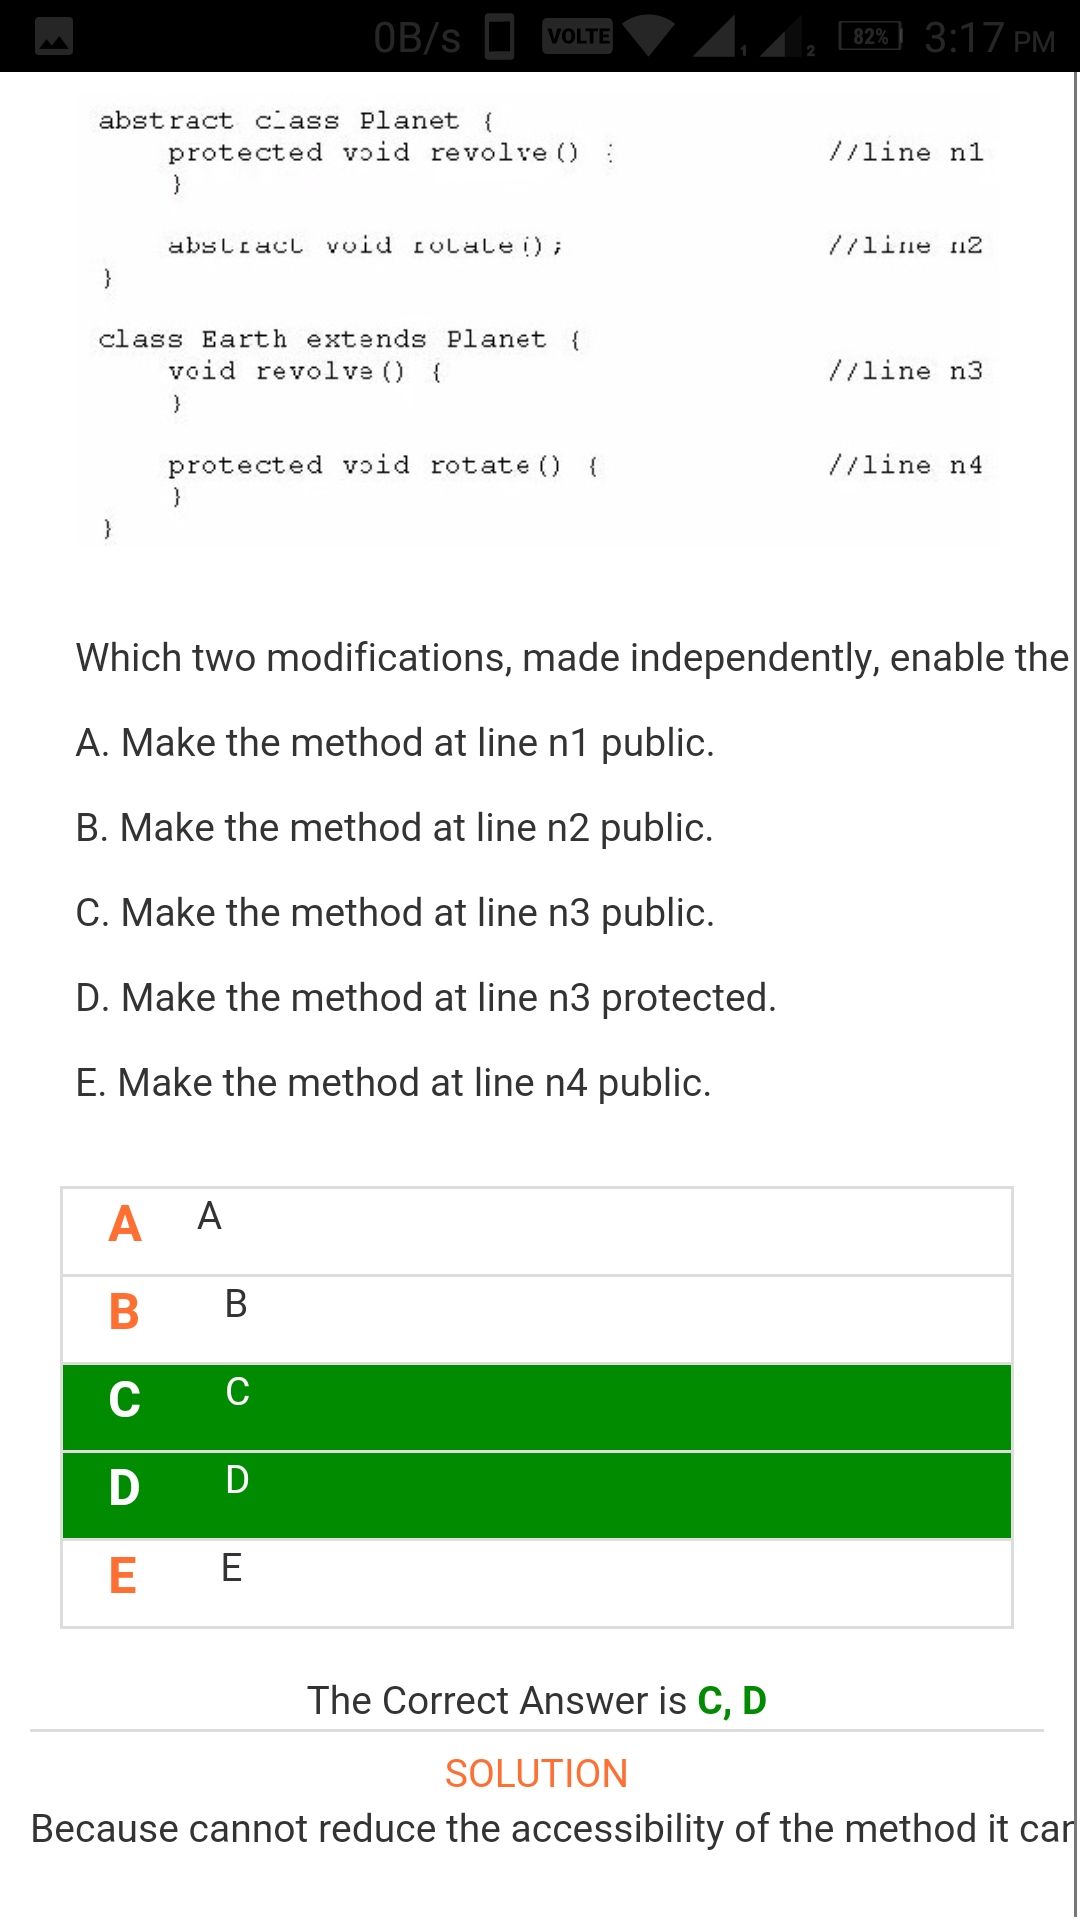 0B/s VOLTE 1 2 82% 3:17 PM
abstract class Planet {
protected void revolve() { //line n1
}
abstract void rotate(); //line n2
}
class Earth extends Planet {
void revolve() { //line n3
}
protected void rotate() { //line n4
}
}
Which two modifications, made independently, enable the
A. Make the method at line n1 public.
B. Make the method at line n2 public.
C. Make the method at line n3 public.
D. Make the method at line n3 protected.
E. Make the method at line n4 public.
A A
B B
C C
D D
E E
The Correct Answer is C, D
SOLUTION
Because cannot reduce the accessibility of the method it